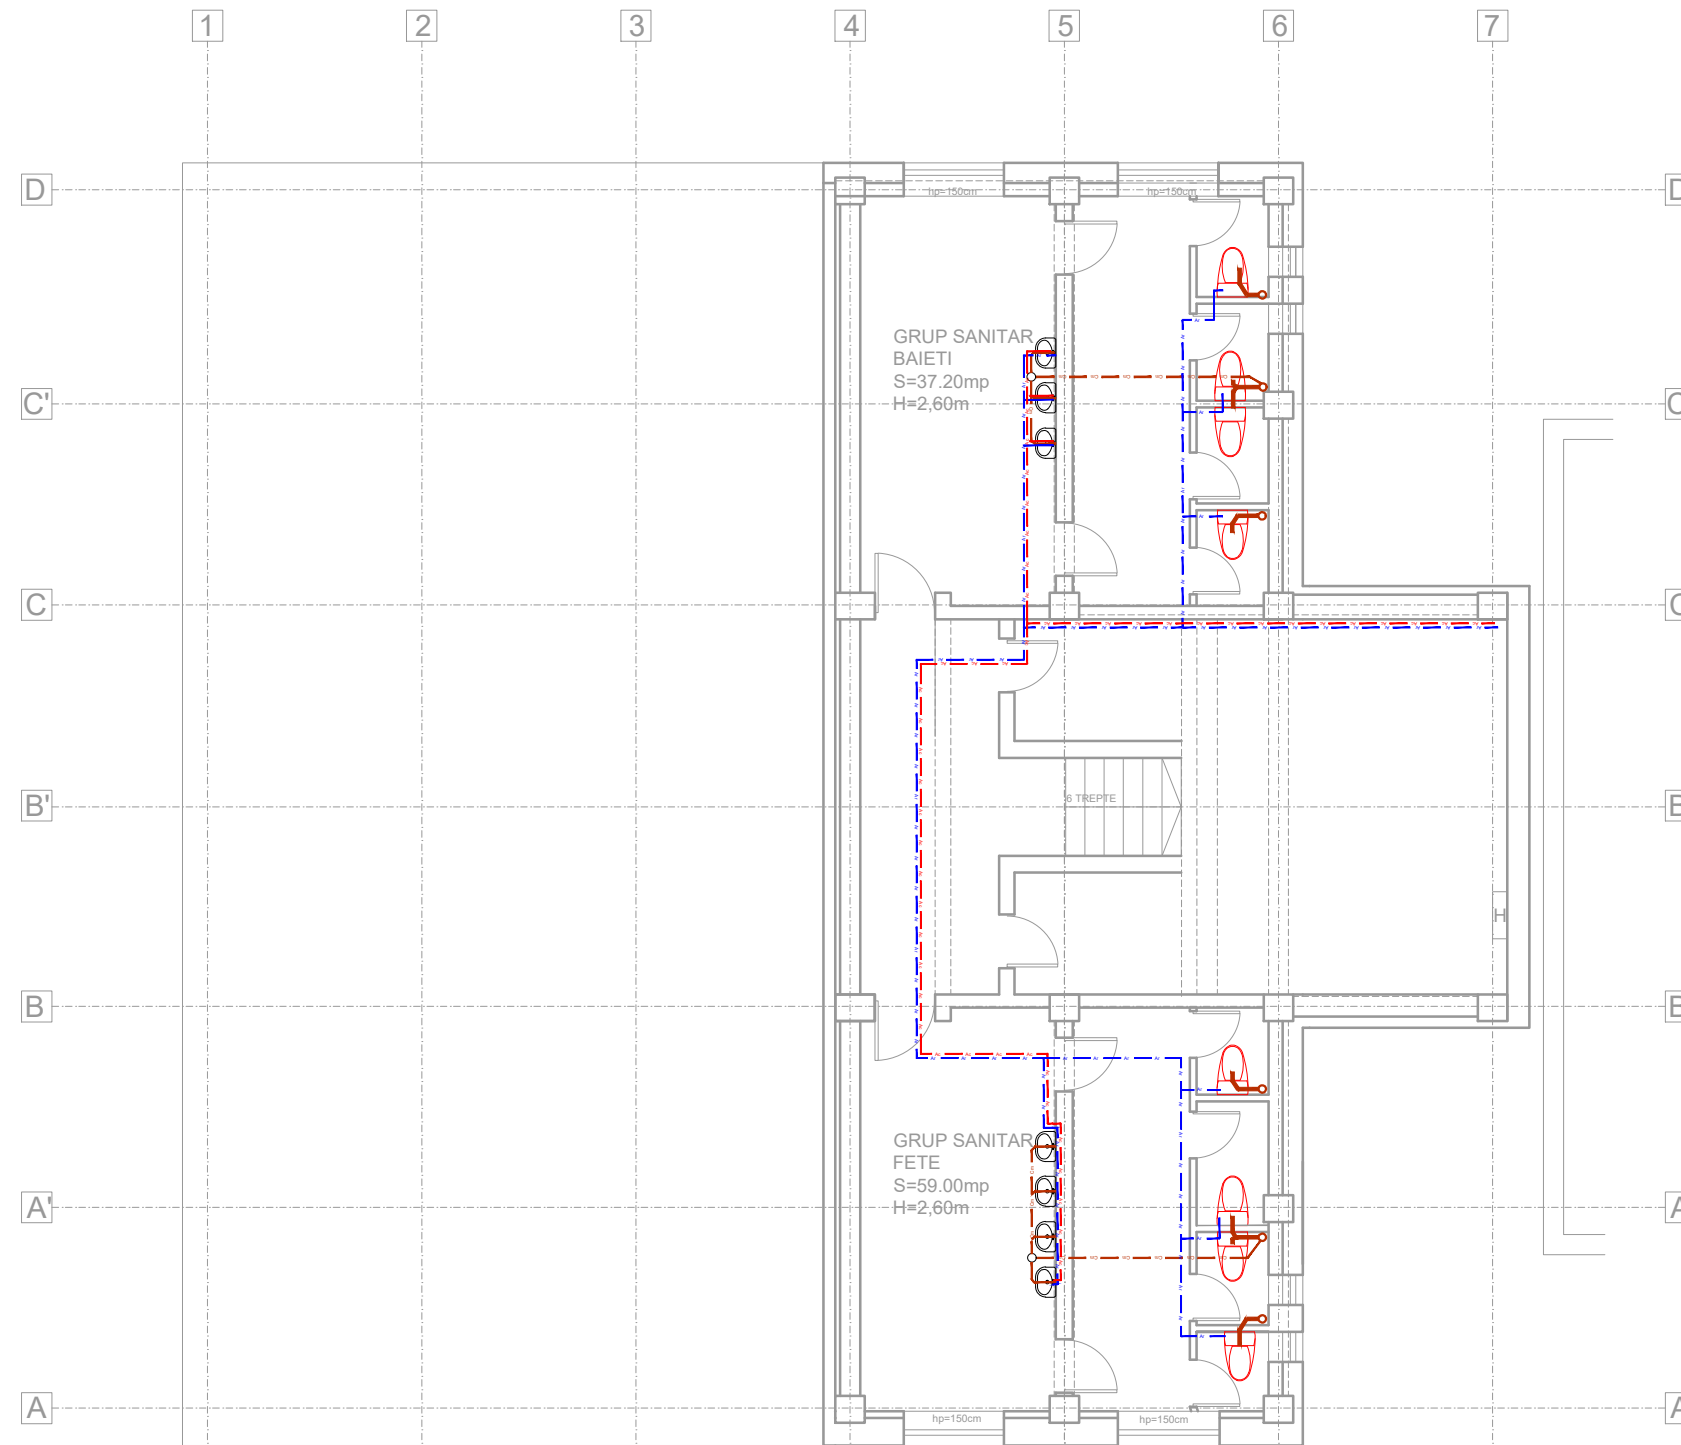 1 2 3 4 5 6 7
D D
hp=150cm hp=150cm
GRUP SANITAR
BAIETI
S=37.20mp
H=2,60m
C' C
C C
B' B
6 TREPTE
H
B B
GRUP SANITAR
FETE
S=59.00mp
H=2,60m
A' A
A A
hp=150cm hp=150cm